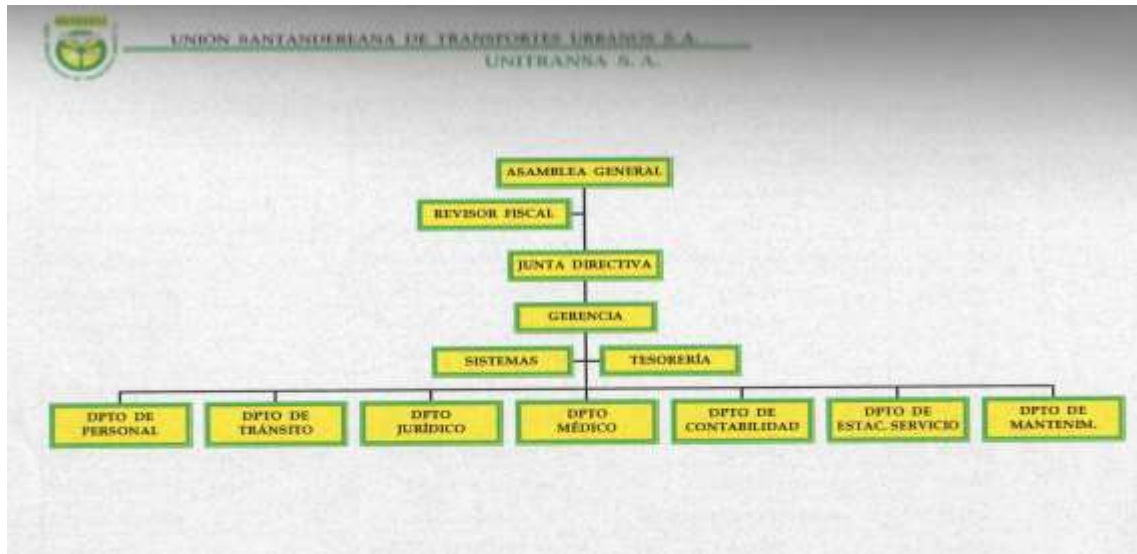 UNION SANTANDEREANA DE TRANSPORTES URBANOS S.A.
UNITRANSA S. A.
ASAMBLEA GENERAL
REVISOR FISCAL
JUNTA DIRECTIVA
GERENCIA
SISTEMAS
TESORERÍA
DPTO DE
PERSONAL
DPTO DE
TRÁNSITO
DPTO
JURÍDICO
DPTO
MÉDICO
DPTO DE
CONTABILIDAD
DPTO DE
ESTAC. SERVICIO
DPTO DE
MANTENIM.